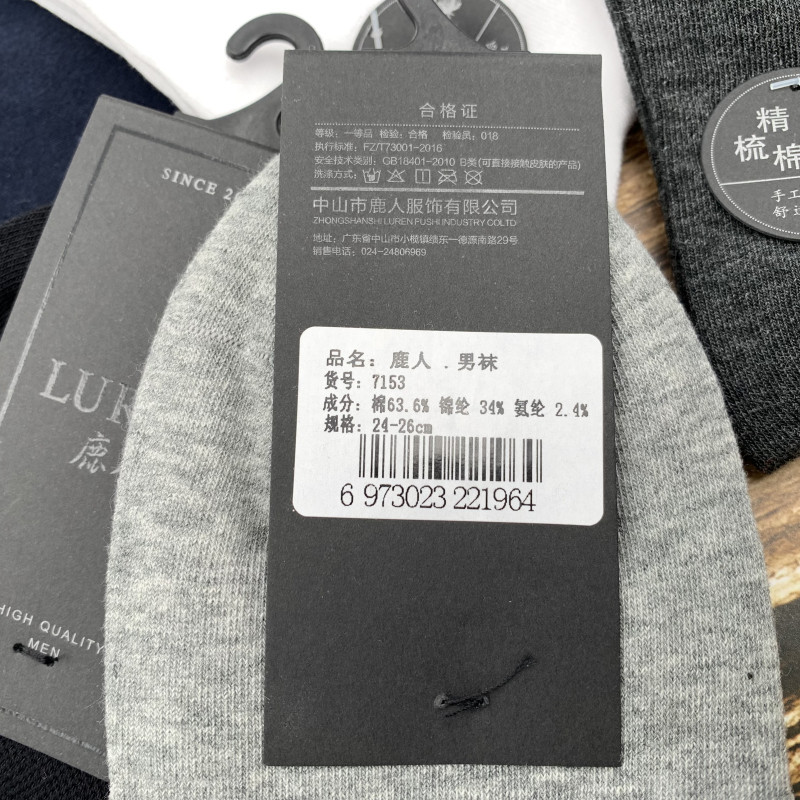 合格证
等级：一等品 检验：合格 检验员：018
执行标准：FZ/T73001-2016
安全技术类别：GB18401-2010 B类(可直接接触皮肤的产品)
洗涤方式：
中山市鹿人服饰有限公司
ZHONGSHANSHI LUREN FUSHI INDUSTRY COLTD
地址：广东省中山市小榄镇绩东一德源南路29号
销售电话：024-24806969
品名：鹿人．男袜
货号：7153
成分：棉63.6% 锦纶 34% 氨纶 2.4%
规格：24-26cm
6 973023 221964
SINCE 2
LUR
鹿
HIGH QUALITY
MEN
精
梳棉
手工
舒适